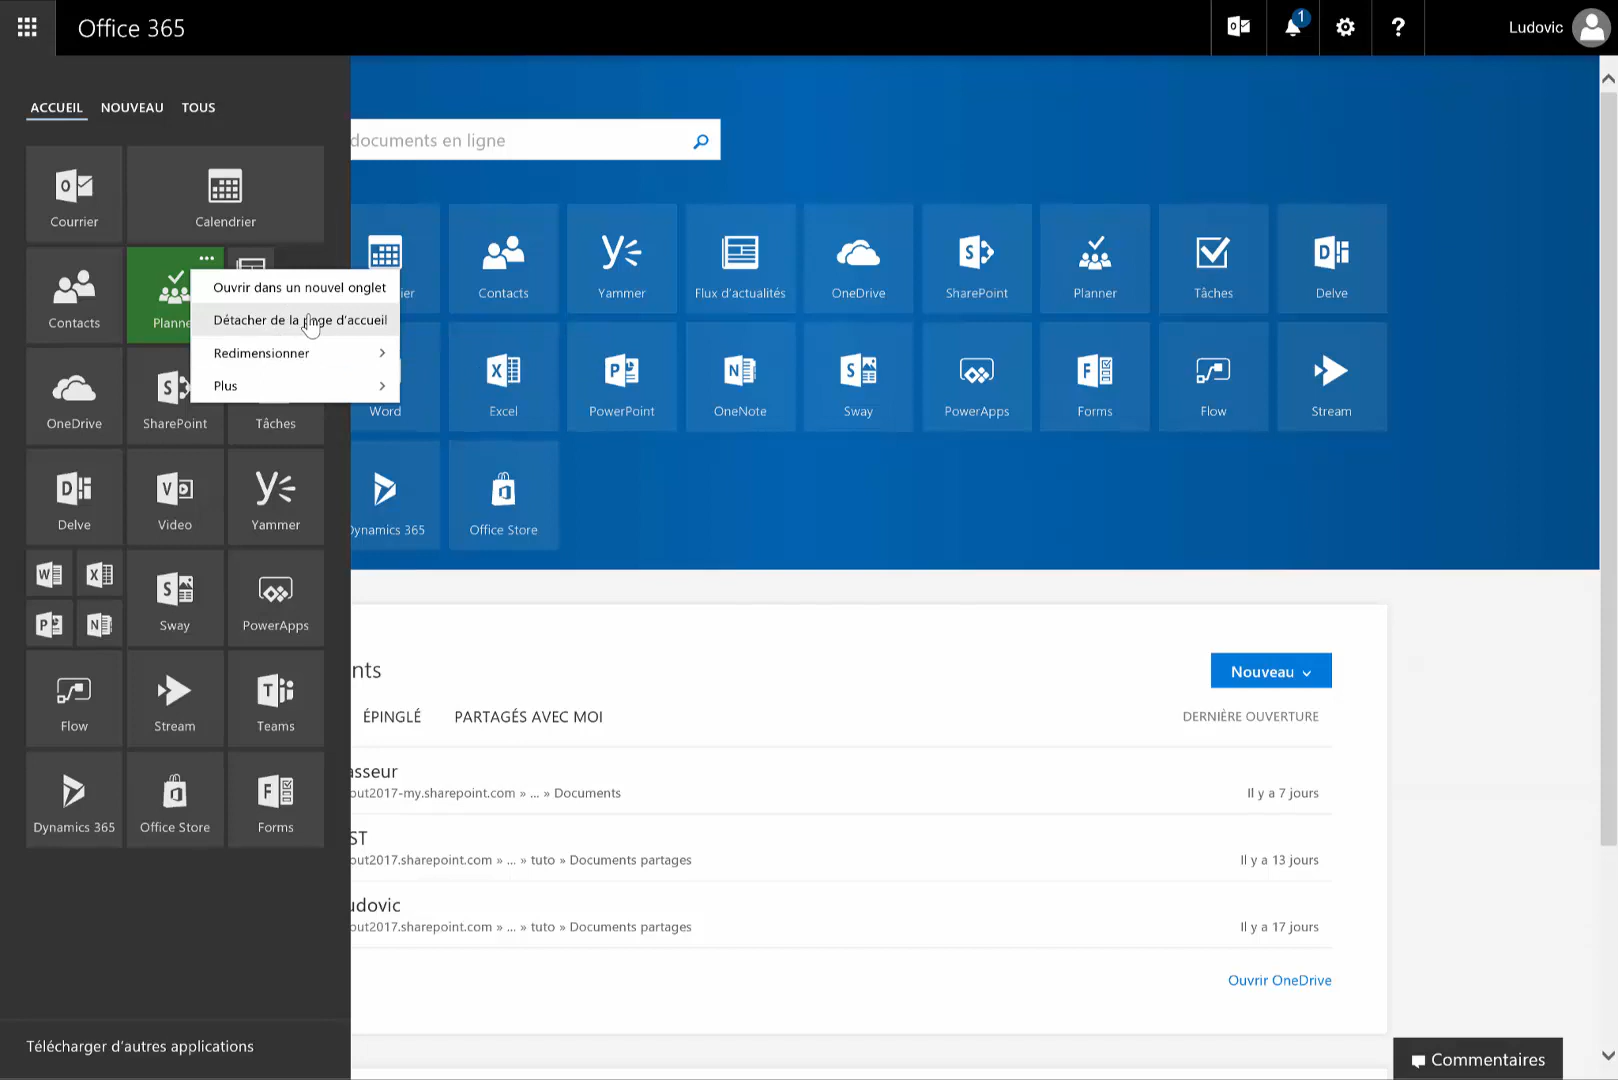 Office 365
1
?
Ludovic
ACCUEIL NOUVEAU TOUS
documents en ligne
Courrier
Calendrier
Contacts
Planne
Ouvrir dans un nouvel onglet
Détacher de la page d'accueil
Redimensionner
Plus
OneDrive
SharePoint
Tâches
Delve
Video
Yammer
Sway
PowerApps
Flow
Stream
Teams
Dynamics 365
Office Store
Forms
Télécharger d'autres applications
ier
Contacts
Yammer
Flux d'actualités
OneDrive
SharePoint
Planner
Tâches
Delve
Word
Excel
PowerPoint
OneNote
Sway
PowerApps
Forms
Flow
Stream
Dynamics 365
Office Store
nts
Nouveau
ÉPINGLÉ PARTAGÉS AVEC MOI DERNIÈRE OUVERTURE
asseur
out2017-my.sharepoint.com » ... » Documents Il y a 7 jours
ST
out2017.sharepoint.com » ... » tuto » Documents partages Il y a 13 jours
udovic
out2017.sharepoint.com » ... » tuto » Documents partages Il y a 17 jours
Ouvrir OneDrive
Commentaires